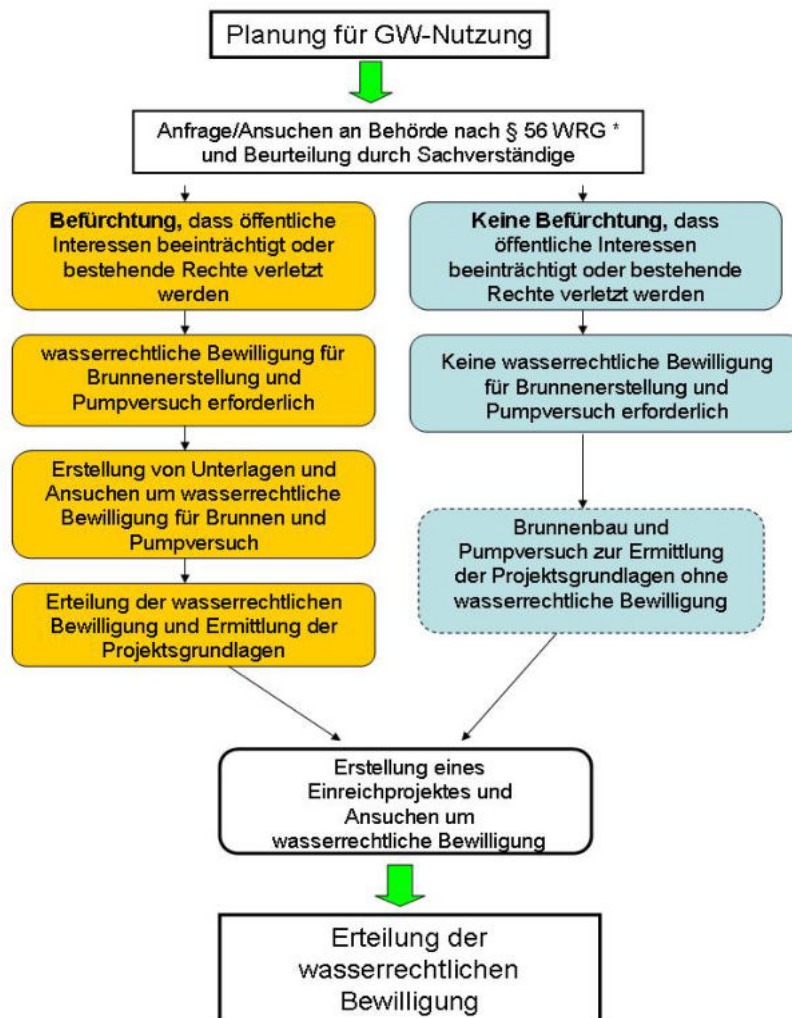 Planung für GW-Nutzung
Anfrage/Ansuchen an Behörde nach § 56 WRG *
und Beurteilung durch Sachverständige
Befürchtung, dass öffentliche
Interessen beeinträchtigt oder
bestehende Rechte verletzt
werden
Keine Befürchtung, dass
öffentliche Interessen
beeinträchtigt oder bestehende
Rechte verletzt werden
wasserrechtliche Bewilligung für
Brunnenerstellung und
Pumpversuch erforderlich
Keine wasserrechtliche Bewilligung
für Brunnenerstellung und
Pumpversuch erforderlich
Erstellung von Unterlagen und
Ansuchen um wasserrechtliche
Bewilligung für Brunnen und
Pumpversuch
Brunnenbau und
Pumpversuch zur Ermittlung
der Projektsgrundlagen ohne
wasserrechtliche Bewilligung
Erteilung der wasserrechtlichen
Bewilligung und Ermittlung der
Projektsgrundlagen
Erstellung eines
Einreichprojektes und
Ansuchen um
wasserrechtliche Bewilligung
Erteilung der
wasserrechtlichen
Bewilligung